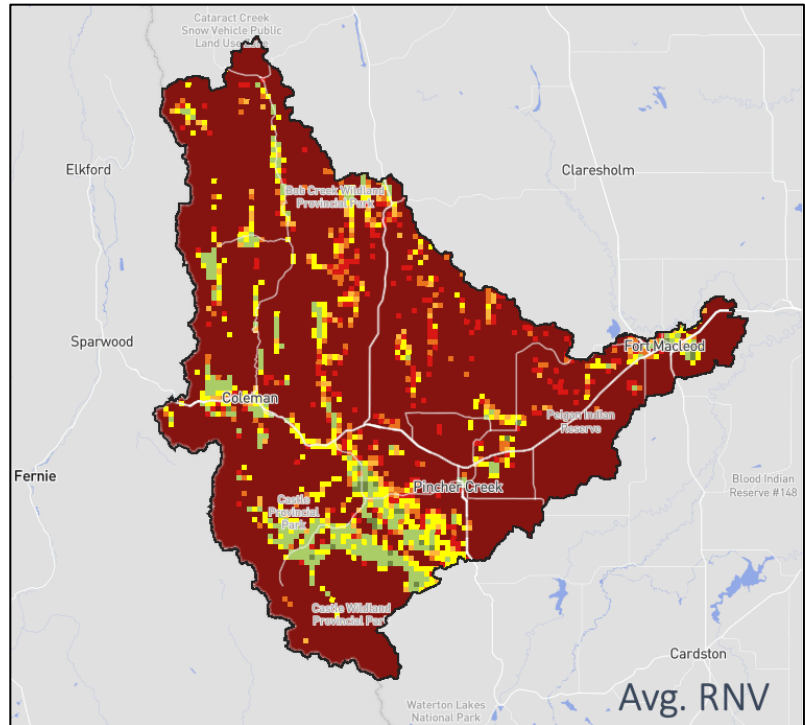 Cataract Creek
Snow Vehicle Public
Land Use
Elkford
Claresholm
Bob Creek Wildland
Provincial Park
Sparwood
Fort Macleod
Coleman
Peigan Indian
Reserve
Fernie
Pincher Creek
Blood Indian
Reserve #148
Castle
Provincial
Park
Castle Wildland
Provincial Par
Cardston
Waterton Lakes
National Park
Avg. RNV